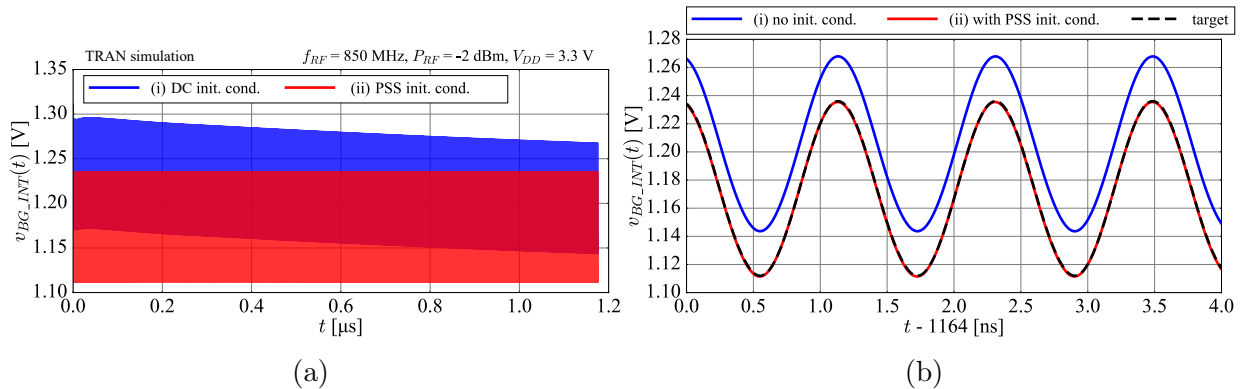 TRAN simulation
f_RF = 850 MHz, P_RF = -2 dBm, V_DD = 3.3 V
(i) DC init. cond.
(ii) PSS init. cond.
v_BG_INT(t) [V]
1.35
1.30
1.25
1.20
1.15
1.10
0.0
0.2
0.4
0.6
0.8
1.0
1.2
t [μs]
(a)
(i) no init. cond.
(ii) with PSS init. cond.
target
v_BG_INT(t) [V]
1.28
1.26
1.24
1.22
1.20
1.18
1.16
1.14
1.12
1.10
0.0
0.5
1.0
1.5
2.0
2.5
3.0
3.5
4.0
t - 1164 [ns]
(b)